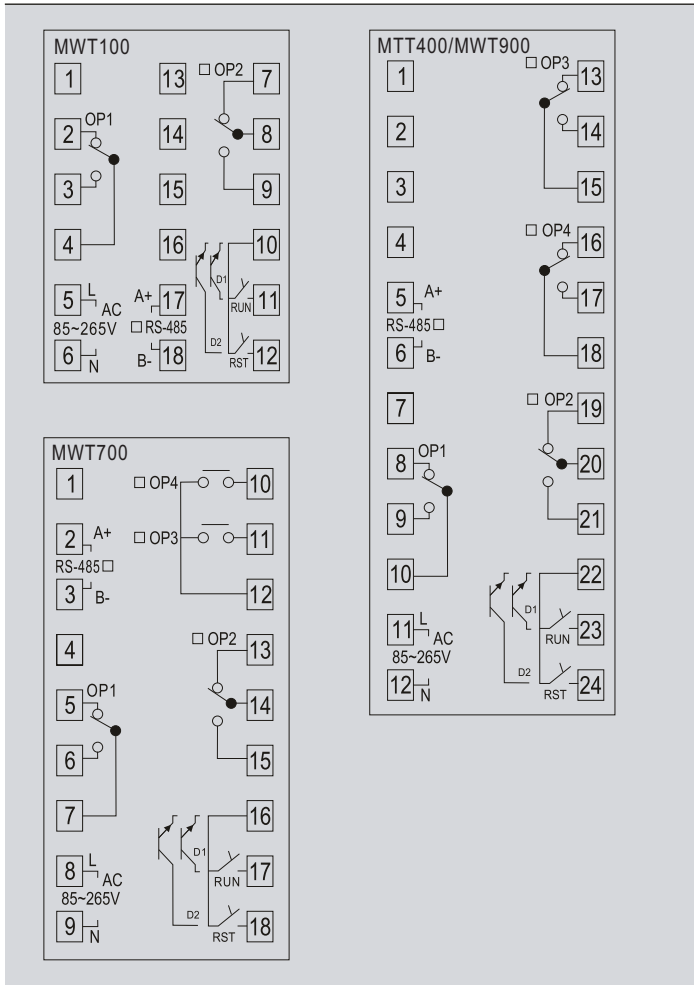 MWT100
1 13 □ OP2 7
OP1
2 14 8
3 15 9
4 16 10
D1
5 L AC A+ 17 RUN 11
85~265V □ RS-485
D2
6 N B- 18 RST 12
MTT400/MWT900
□ OP3
1 13
2 14
3 15
□ OP4
4 16
5 A+ 17
RS-485 □
6 B- 18
7 □ OP2 19
OP1
8 20
9 21
10 22
D1
11 L AC RUN 23
85~265V
D2
12 N RST 24
MWT700
1 □ OP4 10
2 A+ □ OP3 11
RS-485 □
3 B- 12
□ OP2
4 13
OP1
5 14
6 15
7 16
D1
8 L AC RUN 17
85~265V
D2
9 N RST 18